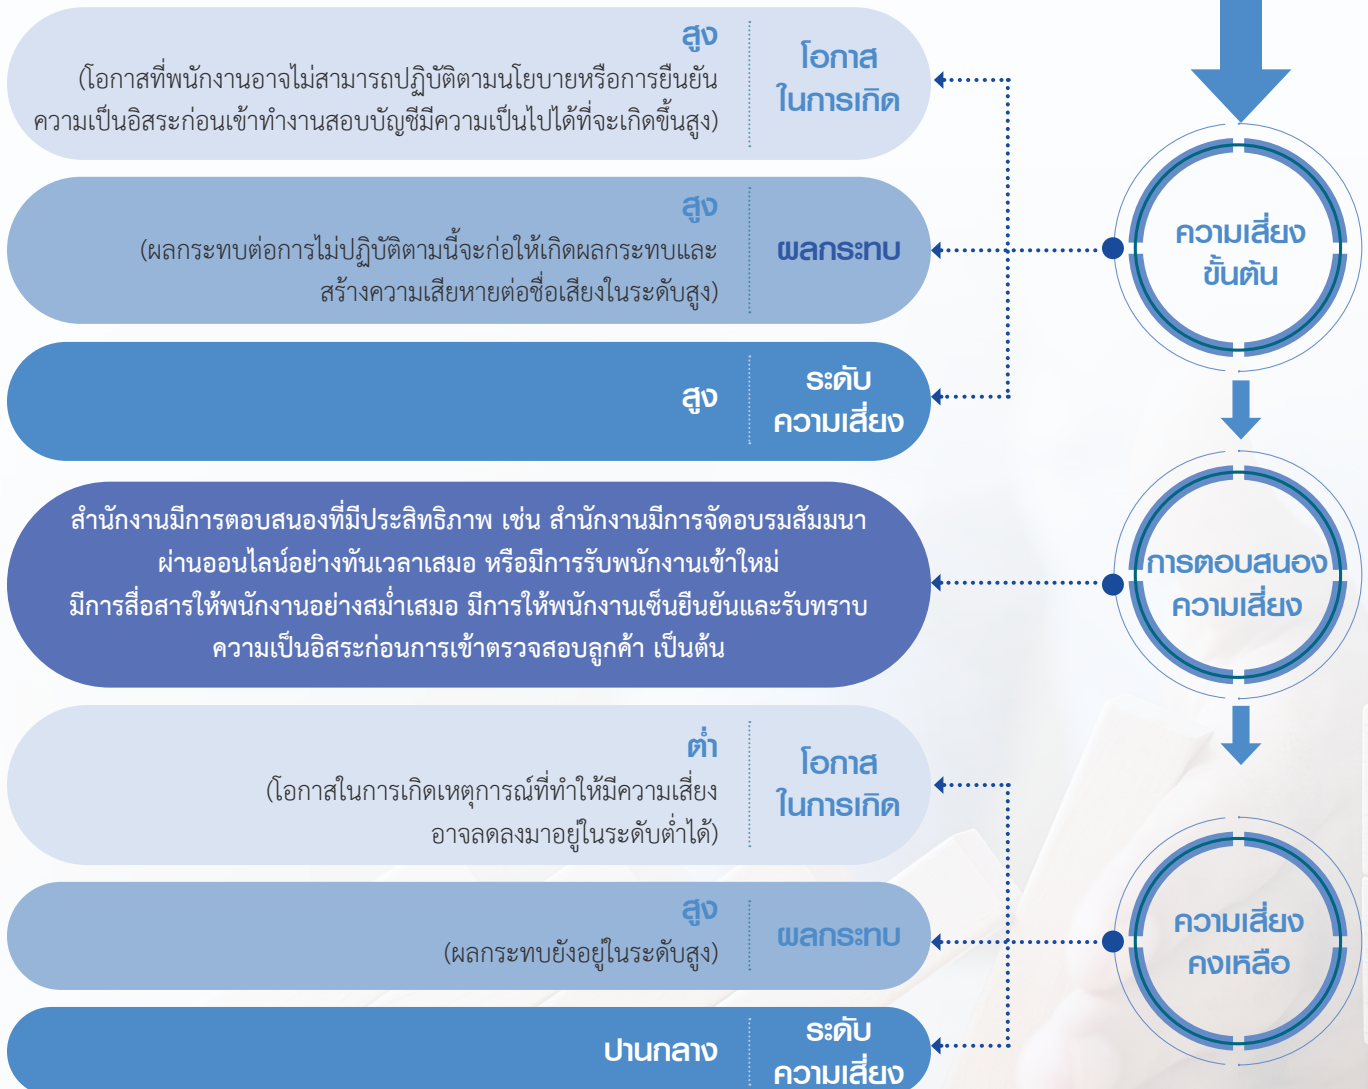 ความเสี่ยง
ขั้นต้น
โอกาส
ในการเกิด
สูง
(โอกาสที่พนักงานอาจไม่สามารถปฏิบัติตามนโยบายหรือการยืนยัน
ความเป็นอิสระก่อนเข้าทำงานสอบบัญชีมีความเป็นไปได้ที่จะเกิดขึ้นสูง)
ผลกระทบ
สูง
(ผลกระทบต่อการไม่ปฏิบัติตามนี้จะก่อให้เกิดผลกระทบและ
สร้างความเสียหายต่อชื่อเสียงในระดับสูง)
ระดับ
ความเสี่ยง
สูง
การตอบสนอง
ความเสี่ยง
สำนักงานมีการตอบสนองที่มีประสิทธิภาพ เช่น สำนักงานมีการจัดอบรมสัมมนา
ผ่านออนไลน์อย่างทันเวลาเสมอ หรือมีการรับพนักงานเข้าใหม่
มีการสื่อสารให้พนักงานอย่างสม่ำเสมอ มีการให้พนักงานเซ็นยืนยันและรับทราบ
ความเป็นอิสระก่อนการเข้าตรวจสอบลูกค้า เป็นต้น
ความเสี่ยง
คงเหลือ
โอกาส
ในการเกิด
ต่ำ
(โอกาสในการเกิดเหตุการณ์ที่ทำให้มีความเสี่ยง
อาจลดลงมาอยู่ในระดับต่ำได้)
ผลกระทบ
สูง
(ผลกระทบยังอยู่ในระดับสูง)
ระดับ
ความเสี่ยง
ปานกลาง